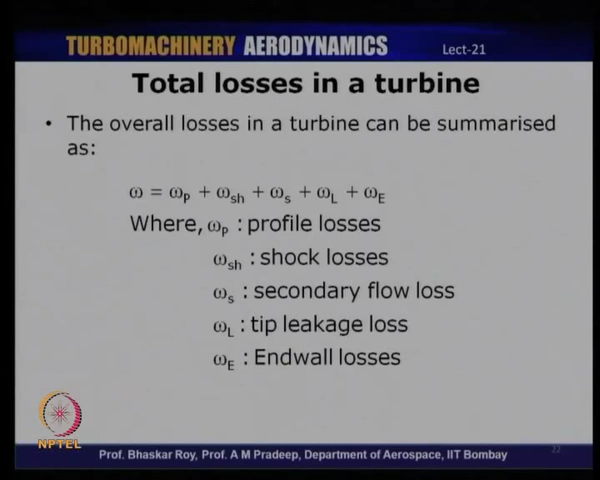 TURBOMACHINERY AERODYNAMICS Lect-21
Total losses in a turbine
• The overall losses in a turbine can be summarised
as:
ω = ωP + ωsh + ωs + ωL + ωE
Where, ωP : profile losses
ωsh : shock losses
ωs : secondary flow loss
ωL : tip leakage loss
ωE : Endwall losses
NPTEL
Prof. Bhaskar Roy, Prof. A M Pradeep, Department of Aerospace, IIT Bombay
22